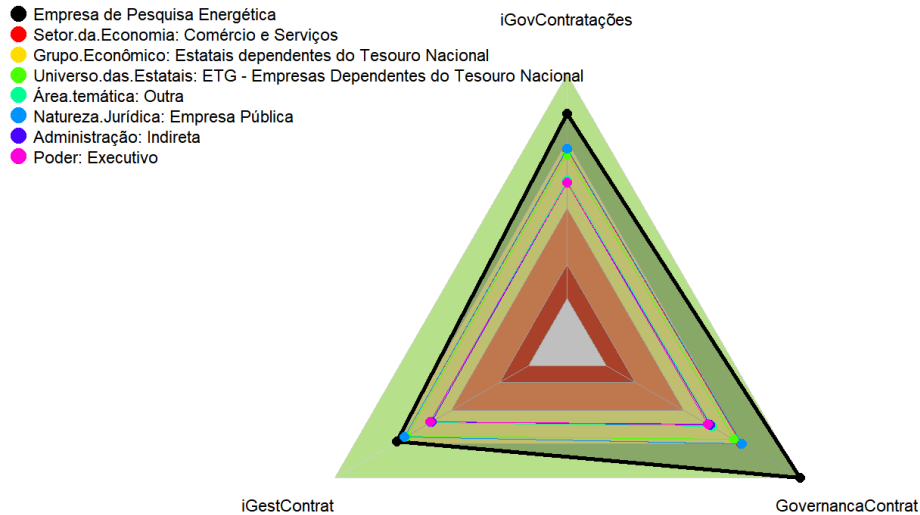 Empresa de Pesquisa Energética
Setor.da.Economia: Comércio e Serviços
Grupo.Econômico: Estatais dependentes do Tesouro Nacional
Universo.das.Estatais: ETG - Empresas Dependentes do Tesouro Nacional
Área.temática: Outra
Natureza.Jurídica: Empresa Pública
Administração: Indireta
Poder: Executivo
iGovContratações
iGestContrat
GovernancaContrat